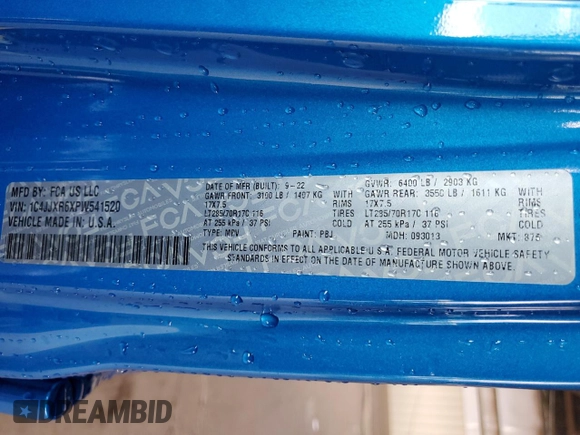 MFD BY: FCA US LLC
VIN: 1C4JJXR6XPW541520
VEHICLE MADE IN U.S.A.
DATE OF MFR (BUILT): 9-22
GAWR FRONT: 3100 LB / 1407 KG
17X7.5 RIMS
LT285/70R17C 116 TIRES
AT 255 kPa / 37 PSI COLD
TYPE: MPV PAINT: PBJ
GVWR: 6400 LB / 2903 KG
GAWR REAR: 3550 LB / 1611 KG
17X7.5 RIMS
LT285/70R17C 116 TIRES
AT 255 kPa / 37 PSI COLD
MDH: 093013 MKT: 875
THIS VEHICLE CONFORMS TO ALL APPLICABLE U.S.A. FEDERAL MOTOR VEHICLE SAFETY
STANDARDS IN EFFECT ON THE DATE OF MANUFACTURE SHOWN ABOVE.
DREAMBID